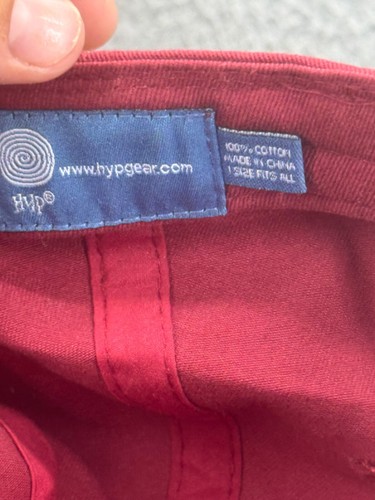 www.hypgear.com
Hyp®
100% COTTON
MADE IN CHINA
1 SIZE FITS ALL